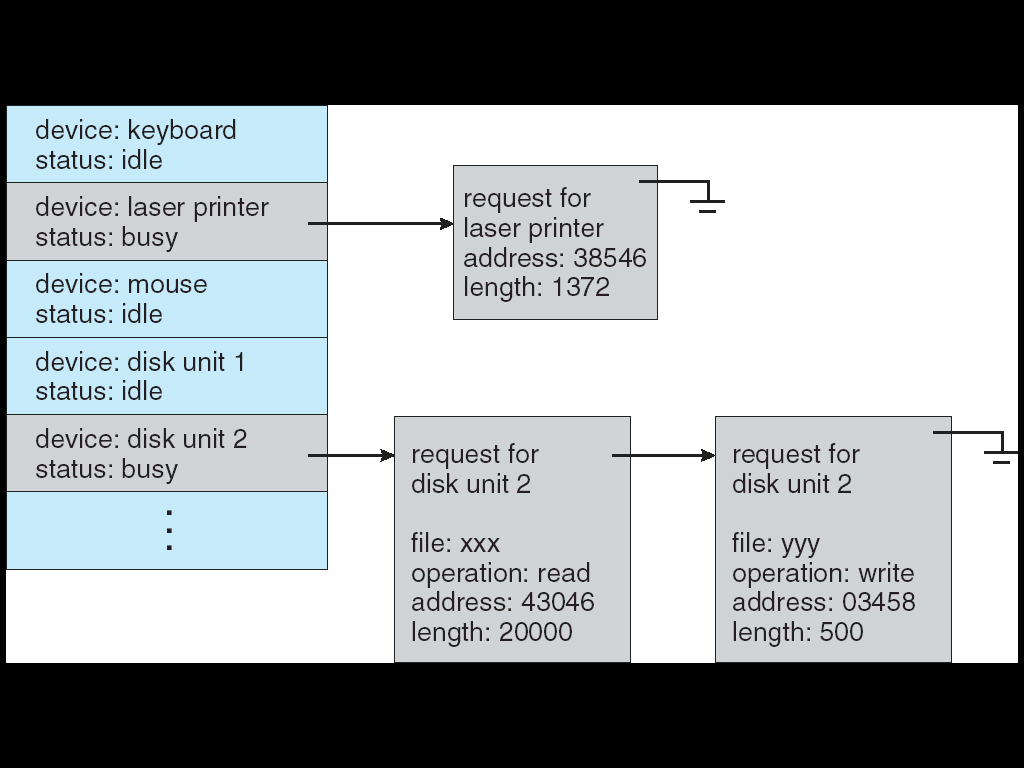 device: keyboard
status: idle
device: laser printer
status: busy
device: mouse
status: idle
device: disk unit 1
status: idle
device: disk unit 2
status: busy
request for
laser printer
address: 38546
length: 1372
request for
disk unit 2
file: xxx
operation: read
address: 43046
length: 20000
request for
disk unit 2
file: yyy
operation: write
address: 03458
length: 500